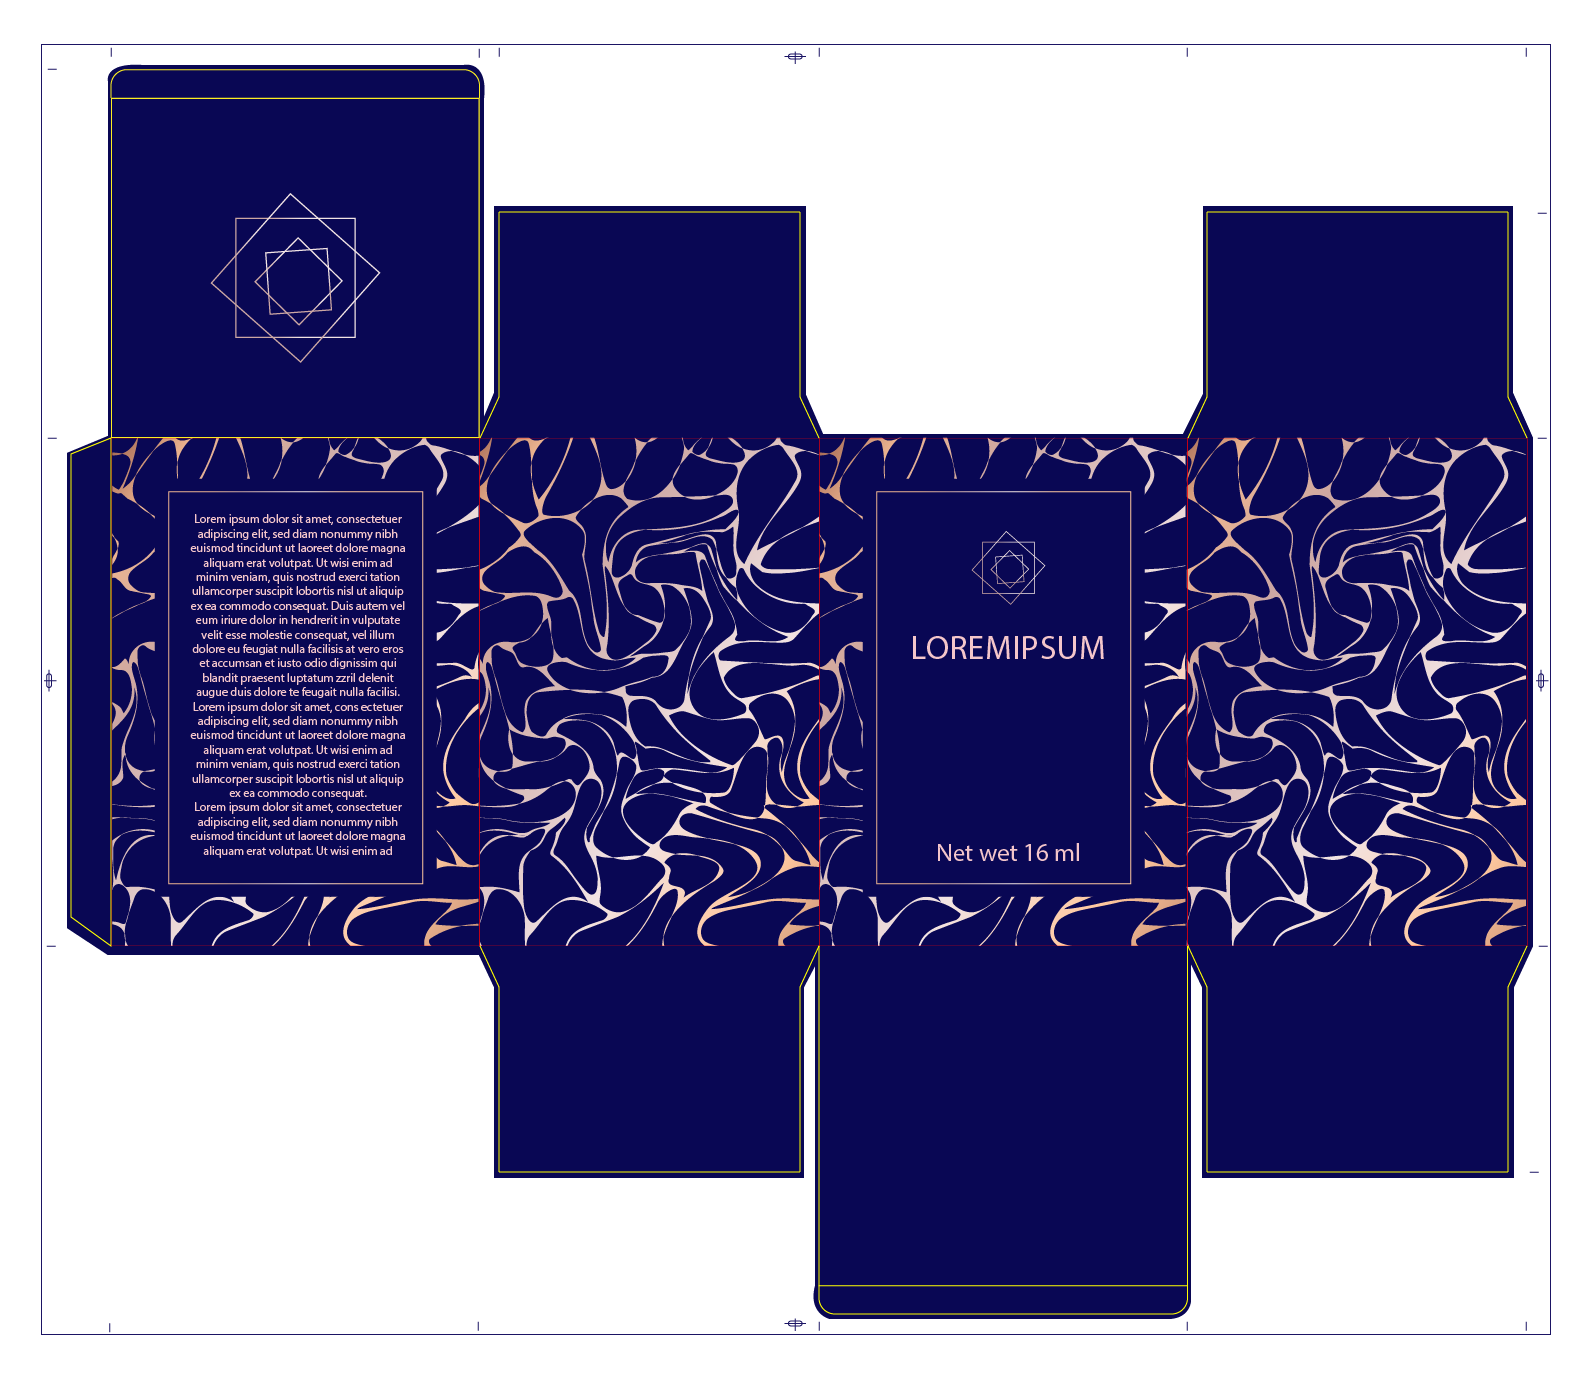 Lorem ipsum dolor sit amet, consectetuer
adipiscing elit, sed diam nonummy nibh
euismod tincidunt ut laoreet dolore magna
aliquam erat volutpat. Ut wisi enim ad
minim veniam, quis nostrud exerci tation
ullamcorper suscipit lobortis nisl ut aliquip
ex ea commodo consequat. Duis autem vel
eum iriure dolor in hendrerit in vulputate
velit esse molestie consequat, vel illum
dolore eu feugiat nulla facilisis at vero eros
et accumsan et iusto odio dignissim qui
blandit praesent luptatum zzril delenit
augue duis dolore te feugait nulla facilisi.
Lorem ipsum dolor sit amet, cons ectetuer
adipiscing elit, sed diam nonummy nibh
euismod tincidunt ut laoreet dolore magna
aliquam erat volutpat. Ut wisi enim ad
minim veniam, quis nostrud exerci tation
ullamcorper suscipit lobortis nisl ut aliquip
ex ea commodo consequat.
Lorem ipsum dolor sit amet, consectetuer
adipiscing elit, sed diam nonummy nibh
euismod tincidunt ut laoreet dolore magna
aliquam erat volutpat. Ut wisi enim ad
LOREMIPSUM
Net wet 16 ml